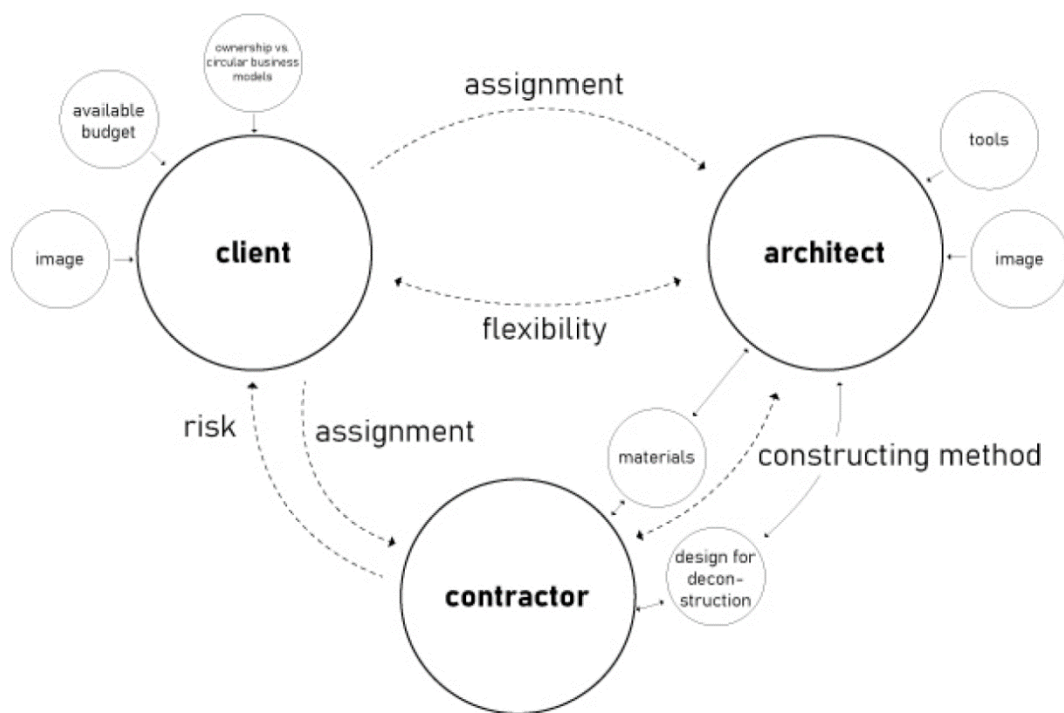 ownership vs.
circular business
models
assignment
available
budget
tools
client
architect
image
image
flexibility
risk
assignment
materials
constructing method
design for
decon-
struction
contractor